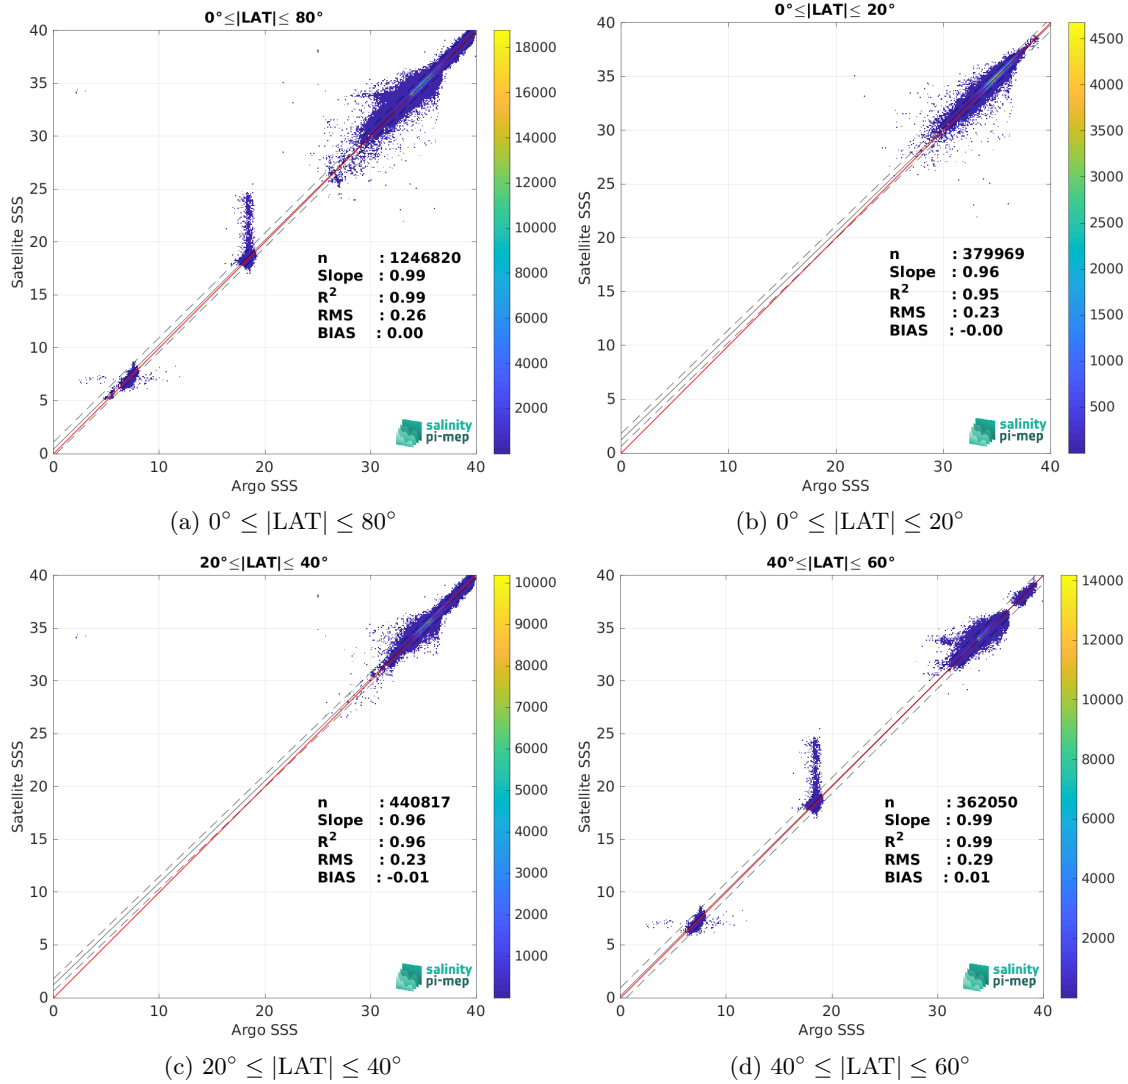 0°≤|LAT|≤ 80°
Satellite SSS
40
35
30
25
20
15
10
5
0
0 10 20 30 40
Argo SSS
n : 1246820
Slope : 0.99
R² : 0.99
RMS : 0.26
BIAS : 0.00
salinity
pi-mep
18000
16000
14000
12000
10000
8000
6000
4000
2000
(a) 0° ≤ |LAT| ≤ 80°
0°≤|LAT|≤ 20°
Satellite SSS
40
35
30
25
20
15
10
5
0
0 10 20 30 40
Argo SSS
n : 379969
Slope : 0.96
R² : 0.95
RMS : 0.23
BIAS : -0.00
salinity
pi-mep
4500
4000
3500
3000
2500
2000
1500
1000
500
(b) 0° ≤ |LAT| ≤ 20°
20°≤|LAT|≤ 40°
Satellite SSS
40
35
30
25
20
15
10
5
0
0 10 20 30 40
Argo SSS
n : 440817
Slope : 0.96
R² : 0.96
RMS : 0.23
BIAS : -0.01
salinity
pi-mep
10000
9000
8000
7000
6000
5000
4000
3000
2000
1000
(c) 20° ≤ |LAT| ≤ 40°
40°≤|LAT|≤ 60°
Satellite SSS
40
35
30
25
20
15
10
5
0
0 10 20 30 40
Argo SSS
n : 362050
Slope : 0.99
R² : 0.99
RMS : 0.29
BIAS : 0.01
salinity
pi-mep
14000
12000
10000
8000
6000
4000
2000
(d) 40° ≤ |LAT| ≤ 60°